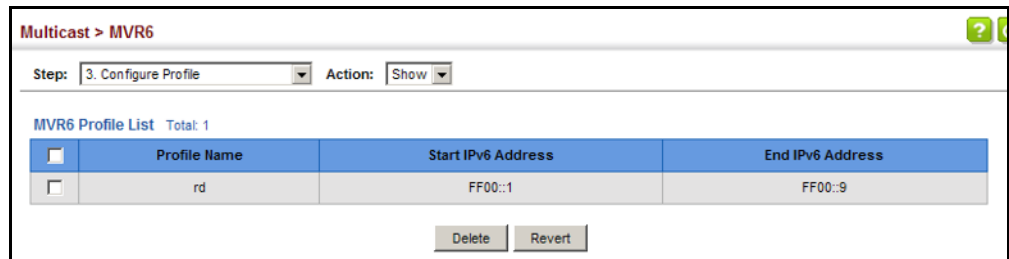 Multicast > MVR6
?
Step: 3. Configure Profile Action: Show
MVR6 Profile List Total: 1
Profile Name Start IPv6 Address End IPv6 Address
rd FF00::1 FF00::9
Delete Revert